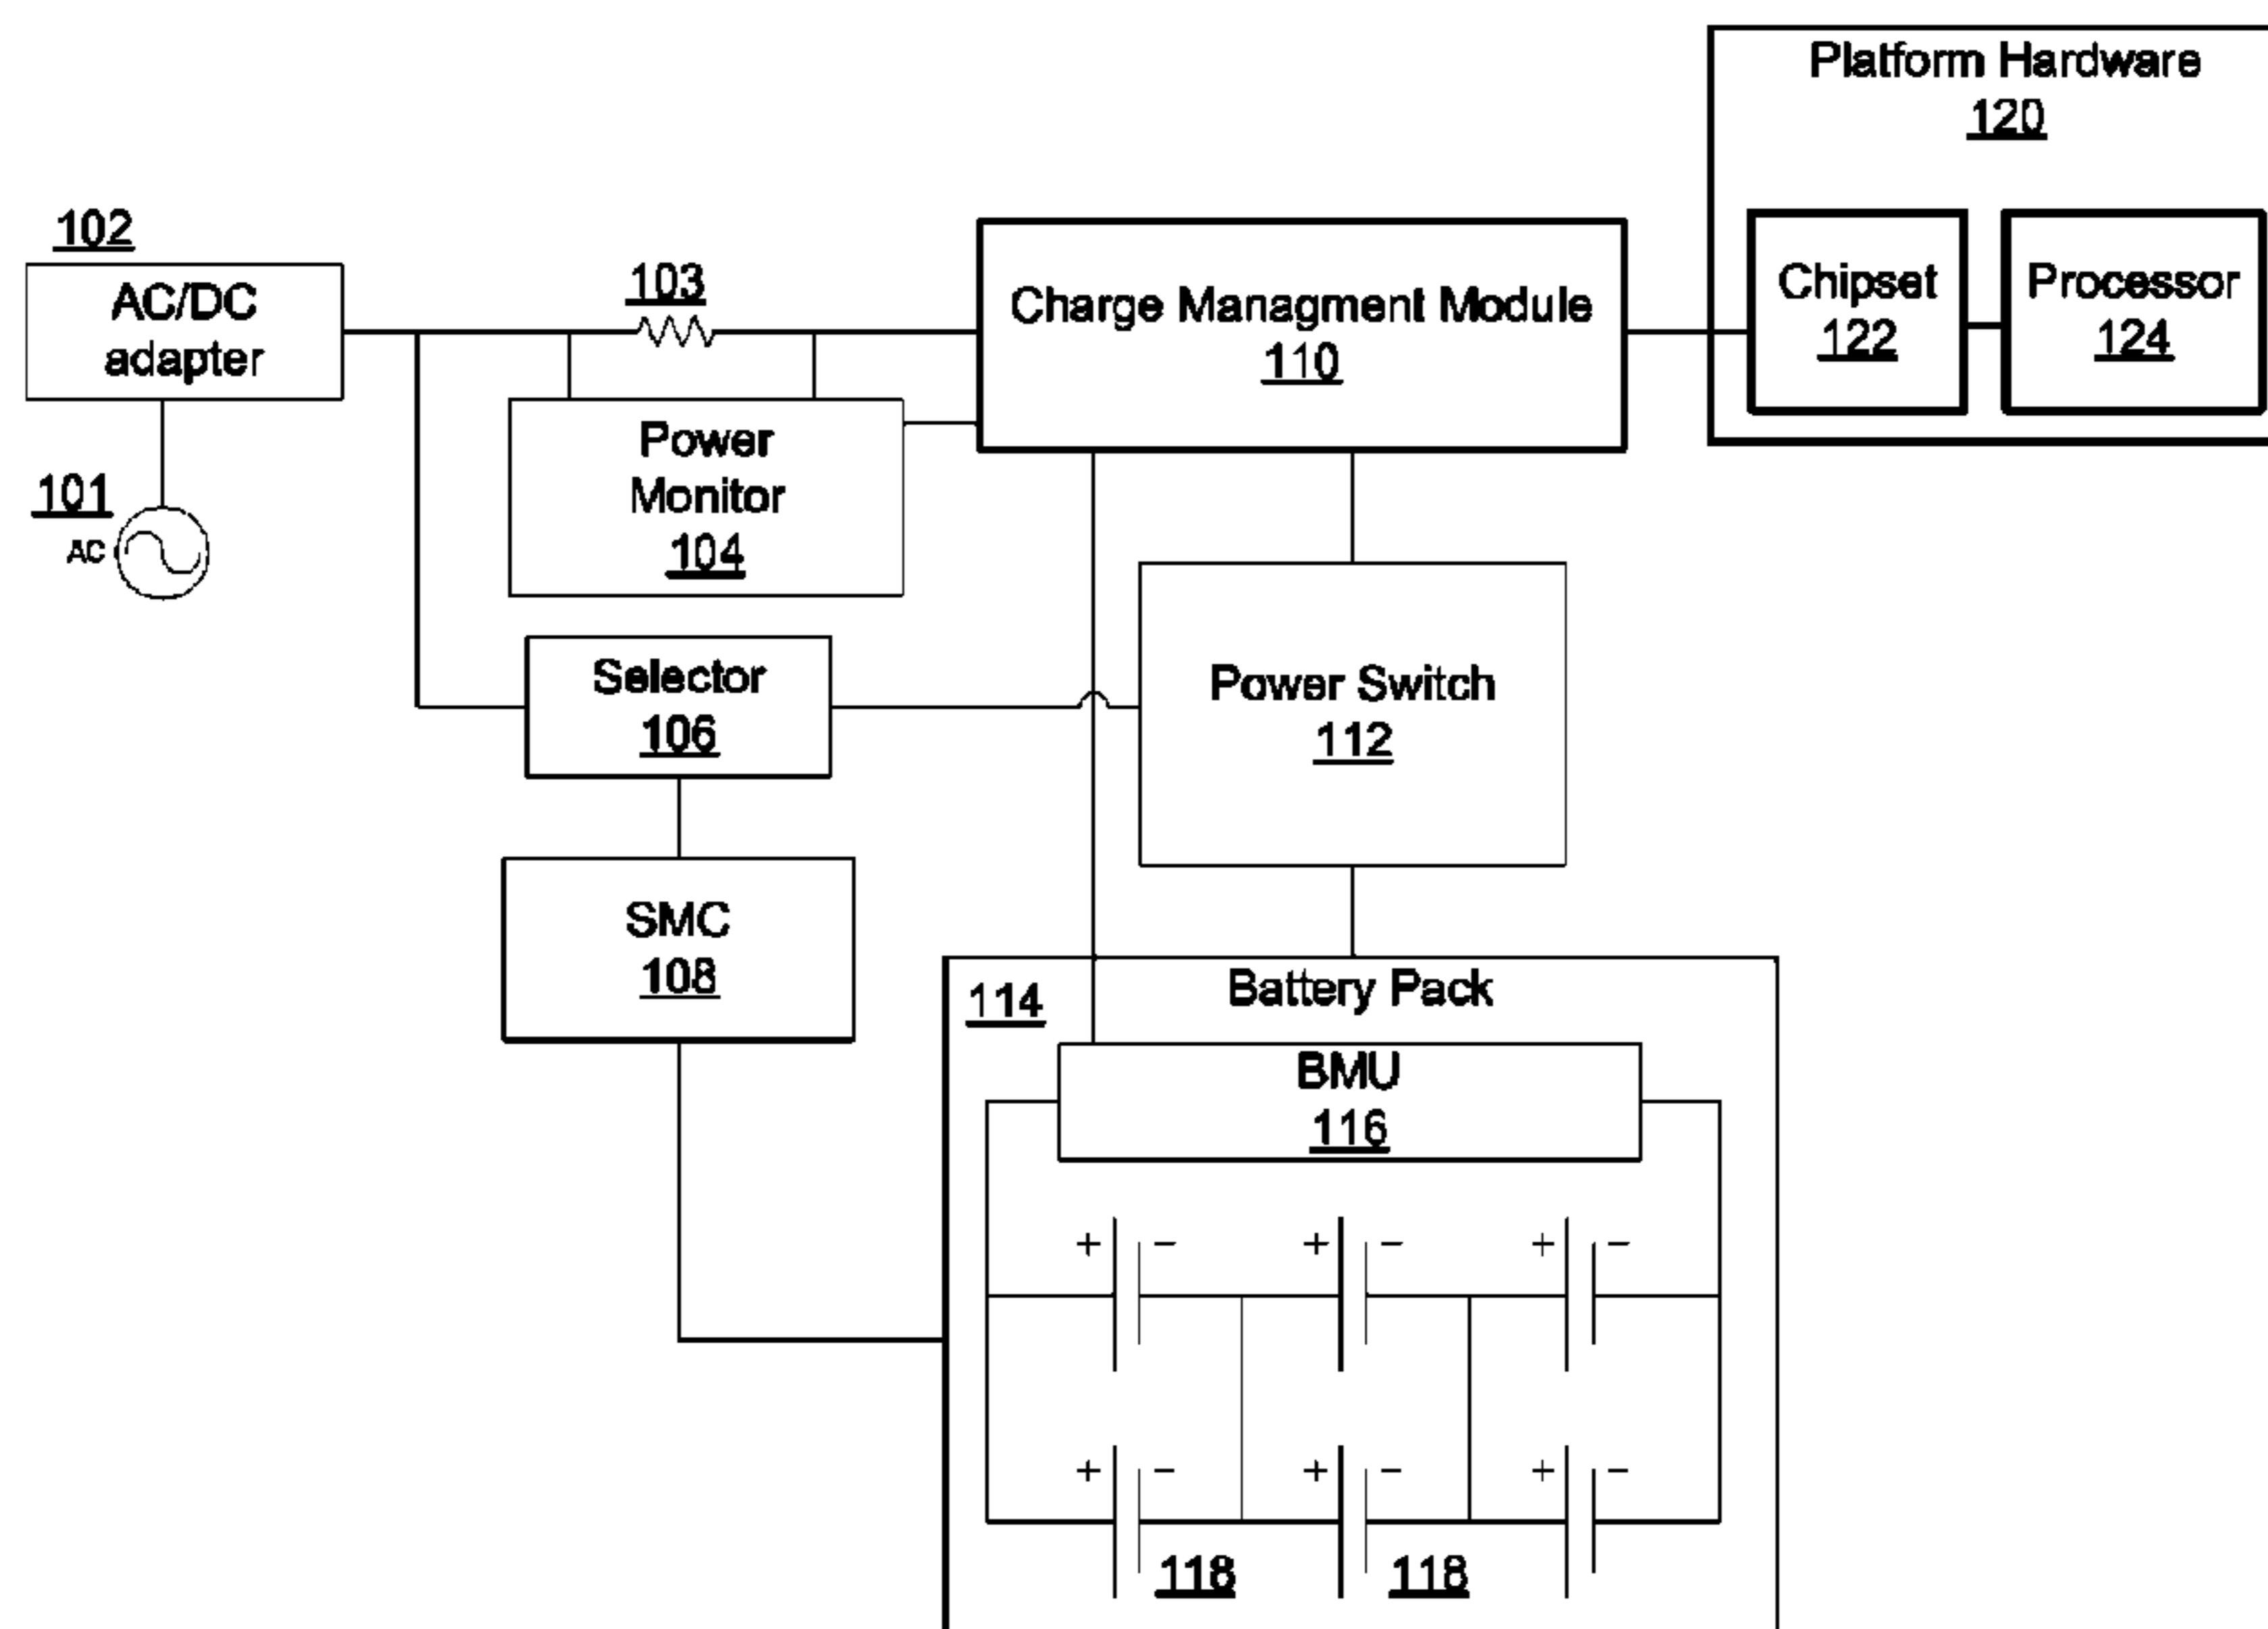 Platform Hardware
120
102
AC/DC
adapter
103
Charge Managment Module
110
Chipset
122
Processor
124
Power
Monitor
104
101
AC
Selector
106
Power Switch
112
SMC
108
114
Battery Pack
BMU
116
+ − + − + −
+ − + − + −
118 118